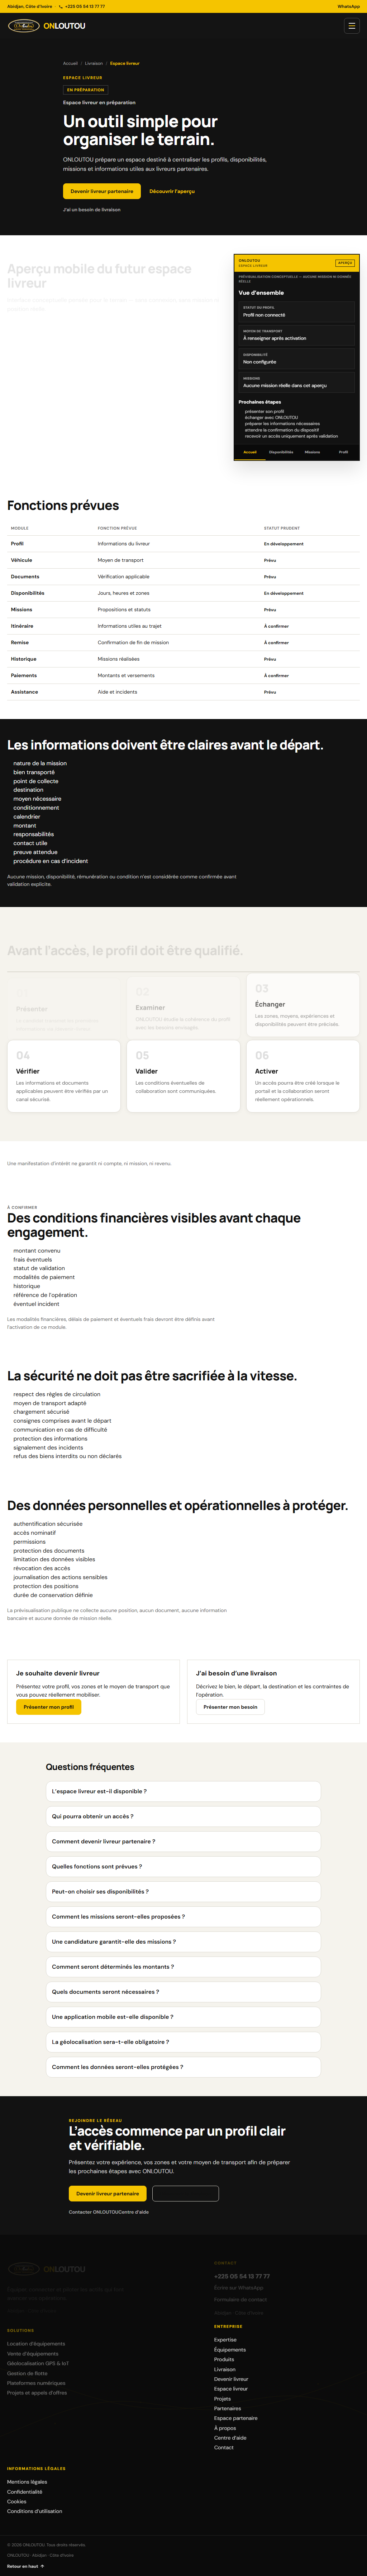 Abidjan, Côte d'Ivoire +225 05 54 13 77 77 WhatsApp
ONLOUTOU
Accueil / Livraison / Espace livreur
ESPACE LIVREUR
EN PRÉPARATION
Espace livreur en préparation
Un outil simple pour
organiser le terrain.
ONLOUTOU prépare un espace destiné à centraliser les profils, disponibilités,
missions et informations utiles aux livreurs partenaires.
Devenir livreur partenaire Découvrir l'aperçu
J'ai un besoin de livraison
Aperçu mobile du futur espace
livreur
ONLOUTOU
ESPACE LIVREUR
APERÇU
PRÉVISUALISATION CONCEPTUELLE — AUCUNE MISSION NI DONNÉE
RÉELLE
Vue d'ensemble
STATUT DU PROFIL
Profil non connecté
MOYEN DE TRANSPORT
À renseigner après activation
DISPONIBILITÉ
Non configurée
MISSIONS
Aucune mission réelle dans cet aperçu
Prochaines étapes
présenter son profil
échanger avec ONLOUTOU
préparer les informations nécessaires
attendre la confirmation du dispositif
recevoir un accès uniquement après validation
Accueil Disponibilités Missions Profil
Fonctions prévues
MODULE FONCTION PRÉVUE STATUT PRUDENT
Profil Informations du livreur En développement
Véhicule Moyen de transport Prévu
Documents Vérification applicable Prévu
Disponibilités Jours, heures et zones En développement
Missions Propositions et statuts Prévu
Itinéraire Informations utiles au trajet À confirmer
Remise Confirmation de fin de mission À confirmer
Historique Missions réalisées Prévu
Paiements Montants et versements À confirmer
Assistance Aide et incidents Prévu
Les informations doivent être claires avant le départ.
nature de la mission
bien transporté
point de collecte
destination
moyen nécessaire
conditionnement
calendrier
montant
responsabilités
contact utile
preuve attendue
procédure en cas d'incident
Aucune mission, disponibilité, rémunération ou condition n'est considérée comme confirmée avant
validation explicite.
Avant l'accès, le profil doit être qualifié.
Présenter
02
Examiner
ONLOUTOU étudie la cohérence du profil
avec les besoins envisagés.
03
Échanger
Les zones, moyens, expériences et
disponibilités peuvent être précisés.
04
Vérifier
Les informations et documents
applicables peuvent être vérifiés par un
canal sécurisé.
05
Valider
Les conditions éventuelles de
collaboration sont communiquées.
06
Activer
Un accès pourra être créé lorsque le
portail et la collaboration seront
réellement opérationnels.
Une manifestation d'intérêt ne garantit ni compte, ni mission, ni revenu.
À CONFIRMER
Des conditions financières visibles avant chaque
engagement.
montant convenu
frais éventuels
statut de validation
modalités de paiement
historique
référence de l'opération
éventuel incident
Les modalités financières, délais de paiement et éventuels frais devront être définis avant
l'activation de ce module.
La sécurité ne doit pas être sacrifiée à la vitesse.
respect des règles de circulation
moyen de transport adapté
chargement sécurisé
consignes comprises avant le départ
communication en cas de difficulté
protection des informations
signalement des incidents
refus des biens interdits ou non déclarés
Des données personnelles et opérationnelles à protéger.
authentification sécurisée
accès nominatif
permissions
protection des documents
limitation des données visibles
révocation des accès
journalisation des actions sensibles
protection des positions
durée de conservation définie
La prévisualisation publique ne collecte aucune position, aucun document, aucune information
bancaire et aucune donnée de mission réelle.
Je souhaite devenir livreur
Présentez votre profil, vos zones et le moyen de transport que
vous pouvez réellement mobiliser.
Présenter mon profil
J'ai besoin d'une livraison
Décrivez le bien, le départ, la destination et les contraintes de
l'opération.
Présenter mon besoin
Questions fréquentes
L'espace livreur est-il disponible ?
Qui pourra obtenir un accès ?
Comment devenir livreur partenaire ?
Quelles fonctions sont prévues ?
Peut-on choisir ses disponibilités ?
Comment les missions seront-elles proposées ?
Une candidature garantit-elle des missions ?
Comment seront déterminés les montants ?
Quels documents seront nécessaires ?
Une application mobile est-elle disponible ?
La géolocalisation sera-t-elle obligatoire ?
Comment les données seront-elles protégées ?
REJOINDRE LE RÉSEAU
L'accès commence par un profil clair
et vérifiable.
Présentez votre expérience, vos zones et votre moyen de transport afin de préparer
les prochaines étapes avec ONLOUTOU.
Devenir livreur partenaire
Contacter ONLOUTOUCentre d'aide
ONLOUTOU
CONTACT
+225 05 54 13 77 77
Écrire sur WhatsApp
Formulaire de contact
Abidjan · Côte d'Ivoire
SOLUTIONS
Location d'équipements
Vente d'équipements
Géolocalisation GPS & IoT
Gestion de flotte
Plateformes numériques
Projets et appels d'offres
ENTREPRISE
Expertise
Équipements
Produits
Livraison
Devenir livreur
Espace livreur
Projets
Partenaires
Espace partenaire
À propos
Centre d'aide
Contact
INFORMATIONS LÉGALES
Mentions légales
Confidentialité
Cookies
Conditions d'utilisation
© 2026 ONLOUTOU. Tous droits réservés.
ONLOUTOU · Abidjan · Côte d'Ivoire
Retour en haut ↑